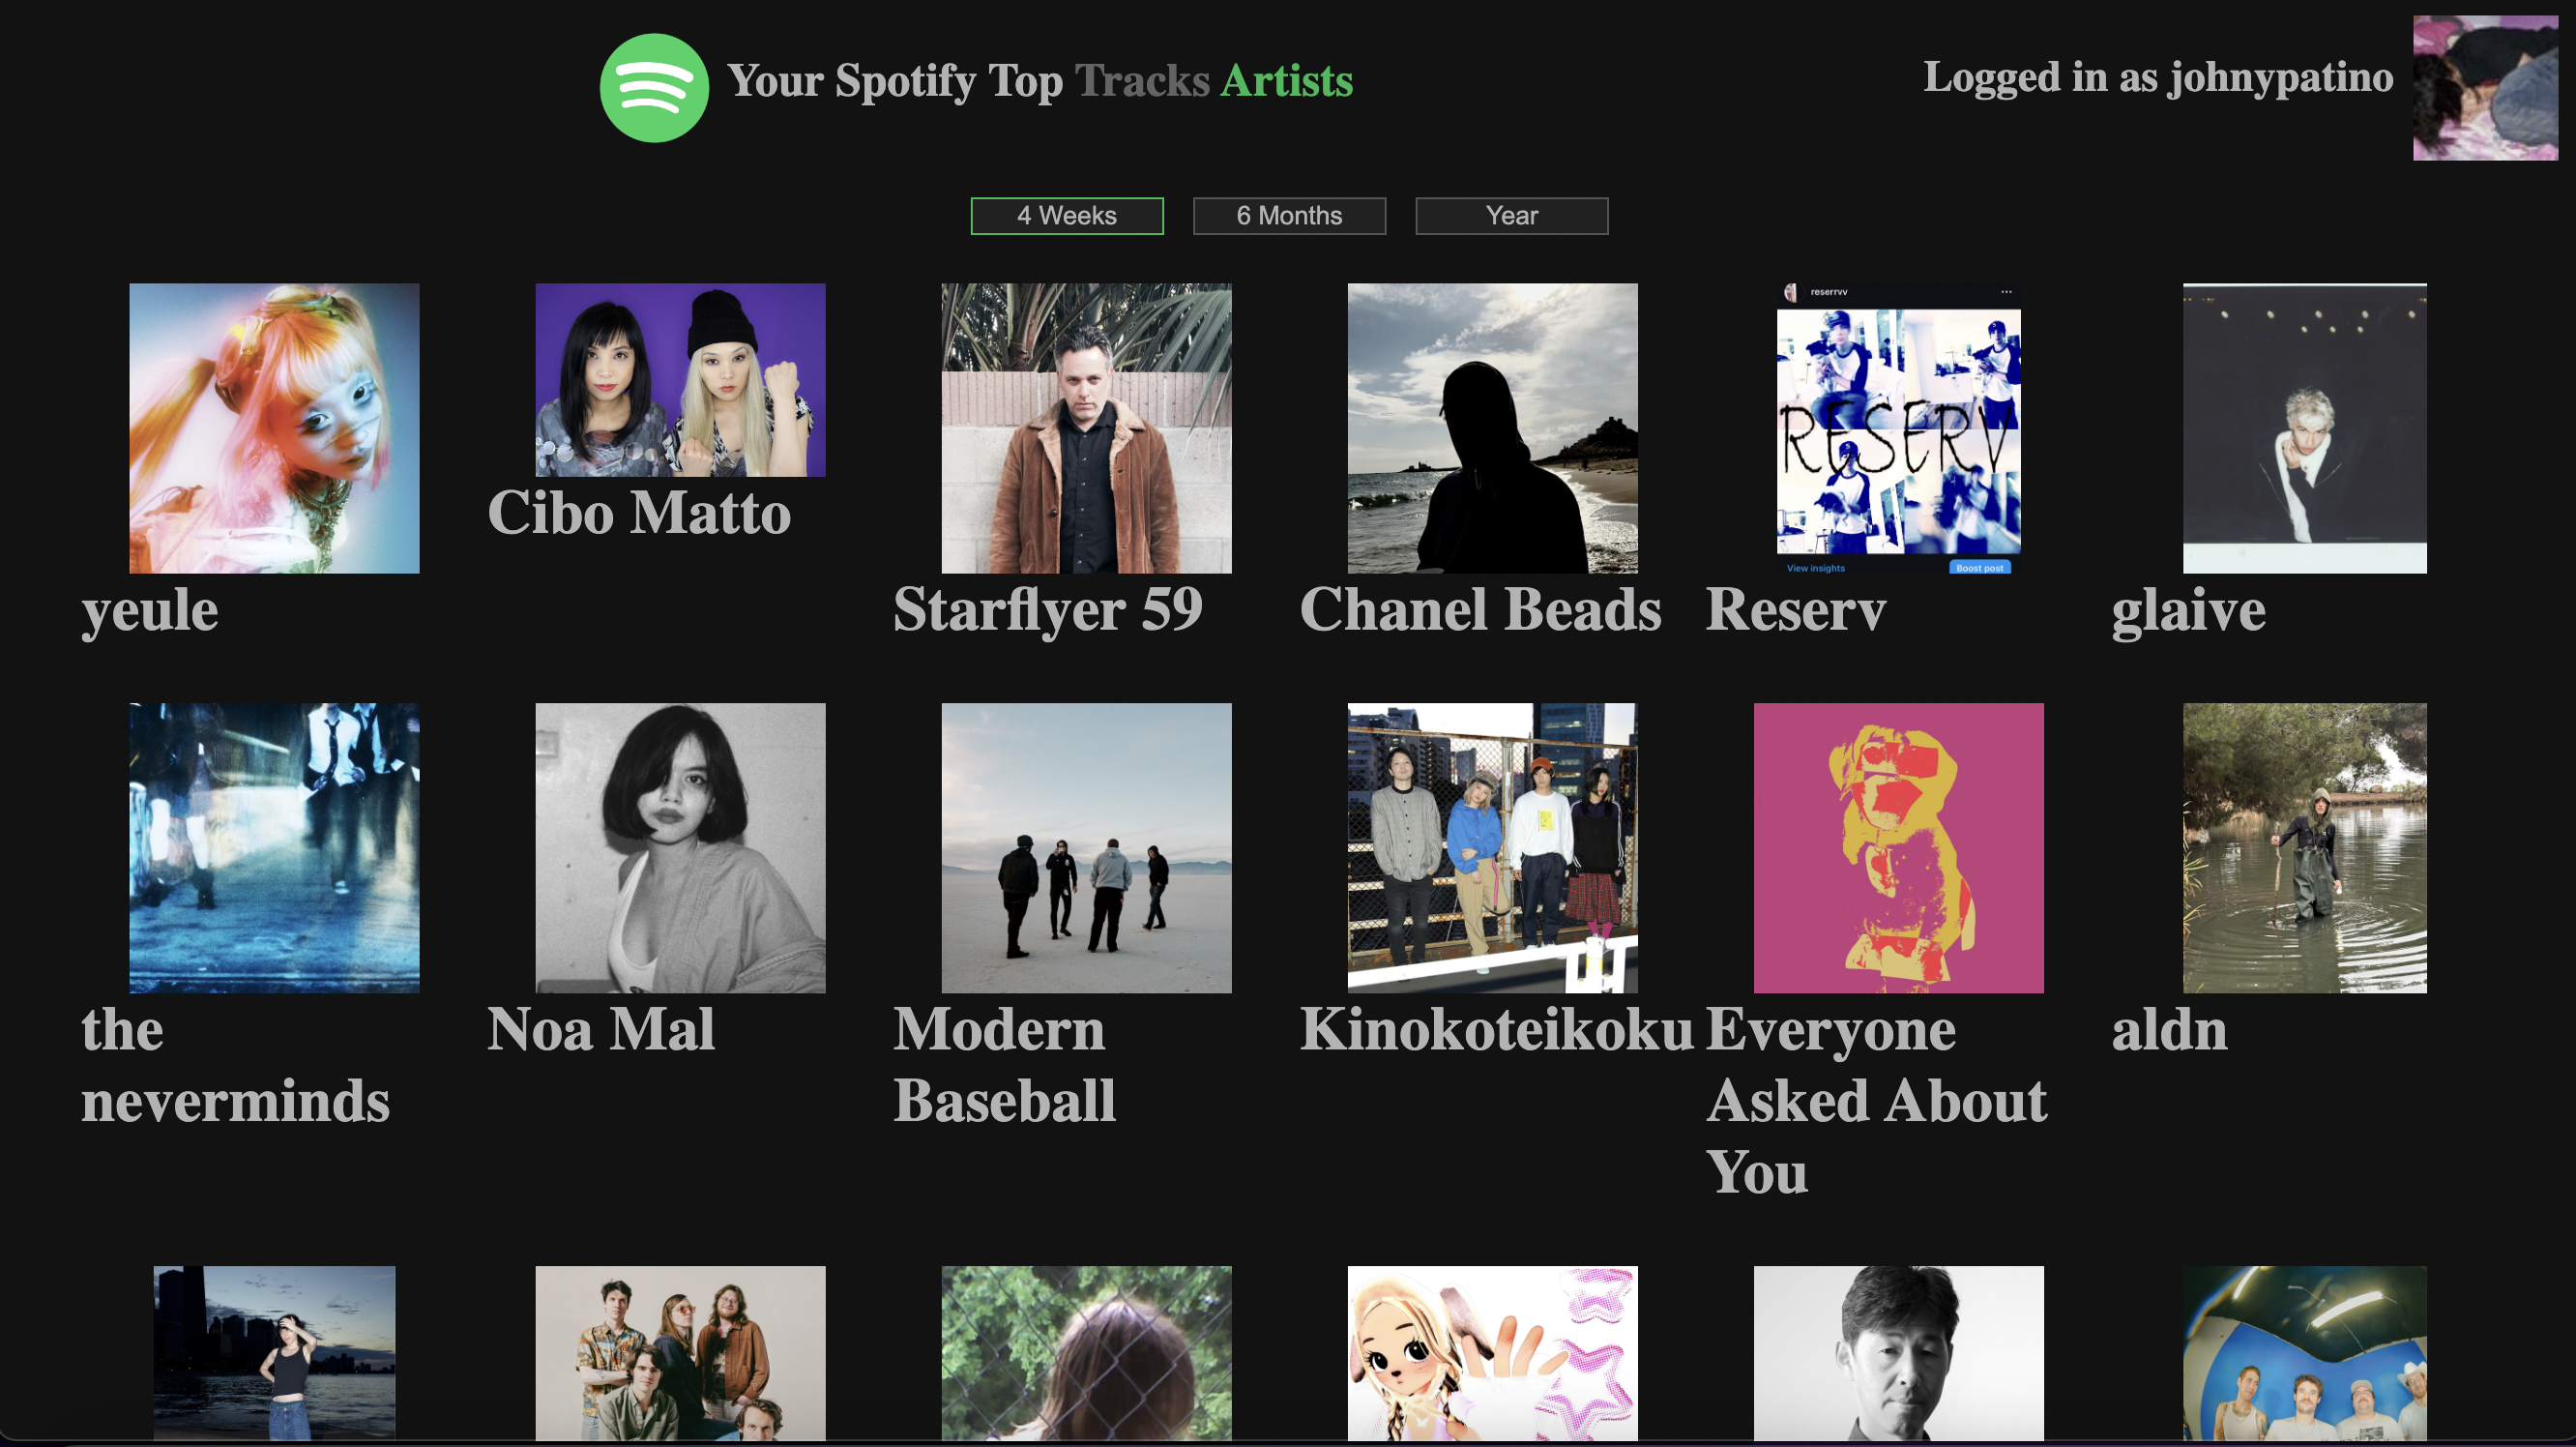 Your Spotify Top Tracks Artists
Logged in as johnypatino
4 Weeks
6 Months
Year
reserrvv
RESERV
View insights
Boost post
Cibo Matto
yeule
Starflyer 59
Chanel Beads
Reserv
glaive
the
neverminds
Noa Mal
Modern
Baseball
Kinokoteikoku
Everyone
Asked About
You
aldn